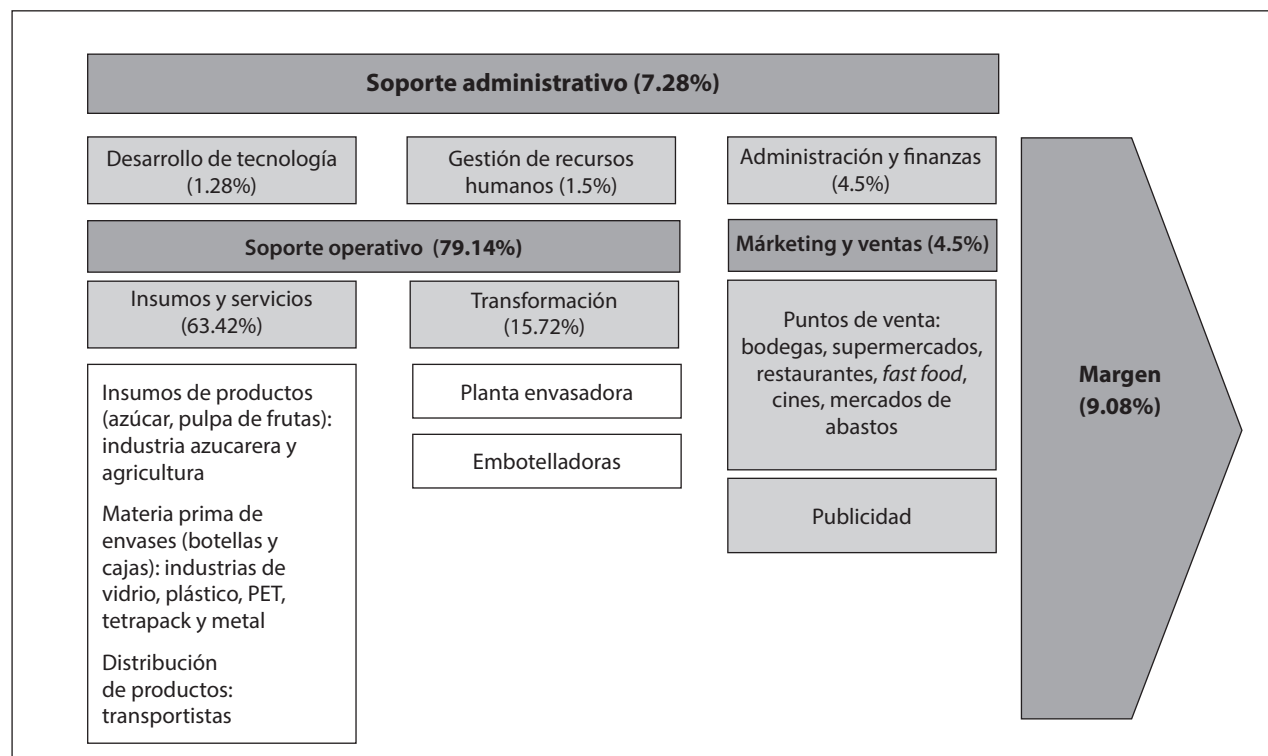 Soporte administrativo (7.28%)
Desarrollo de tecnología
(1.28%)
Gestión de recursos
humanos (1.5%)
Administración y finanzas
(4.5%)
Soporte operativo (79.14%)
Márketing y ventas (4.5%)
Insumos y servicios
(63.42%)
Transformación
(15.72%)
Insumos de productos
(azúcar, pulpa de frutas):
industria azucarera y
agricultura
Materia prima de
envases (botellas y
cajas): industrias de
vidrio, plástico, PET,
tetrapack y metal
Distribución
de productos:
transportistas
Planta envasadora
Embotelladoras
Puntos de venta:
bodegas, supermercados,
restaurantes, fast food,
cines, mercados de
abastos
Publicidad
Margen
(9.08%)